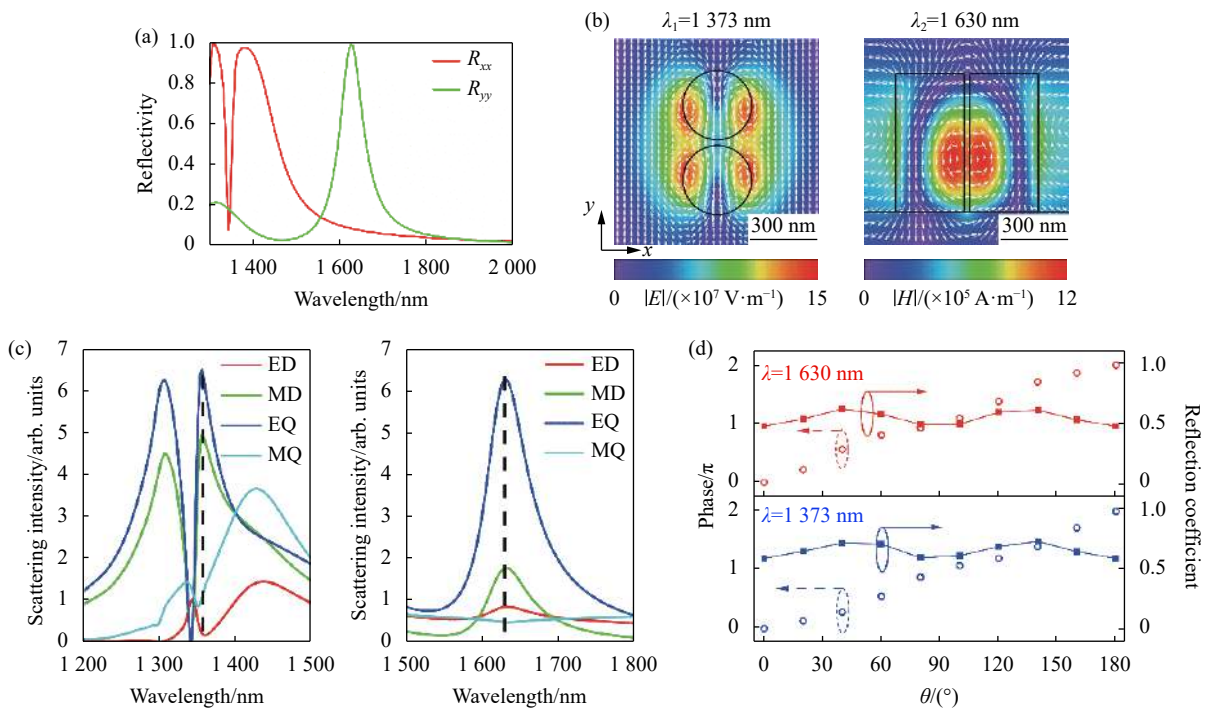 (a)
1.0
0.8
0.6
0.4
0.2
0
Reflectivity
R_xx
R_yy
1 400
1 600
1 800
2 000
Wavelength/nm
(b)
λ₁=1 373 nm
λ₂=1 630 nm
y
x
300 nm
300 nm
0 |E|/(×10⁷ V·m⁻¹) 15
0 |H|/(×10⁵ A·m⁻¹) 12
(c)
7
6
5
4
3
2
1
0
Scattering intensity/arb. units
ED
MD
EQ
MQ
1 200
1 300
1 400
1 500
Wavelength/nm
7
6
5
4
3
2
1
0
Scattering intensity/arb. units
ED
MD
EQ
MQ
1 500
1 600
1 700
1 800
Wavelength/nm
(d)
λ=1 630 nm
2
1
0
1.0
0.5
0
λ=1 373 nm
2
1
0
1.0
0.5
0
Phase/π
Reflection coefficient
0
30
60
90
120
150
180
θ/(°)